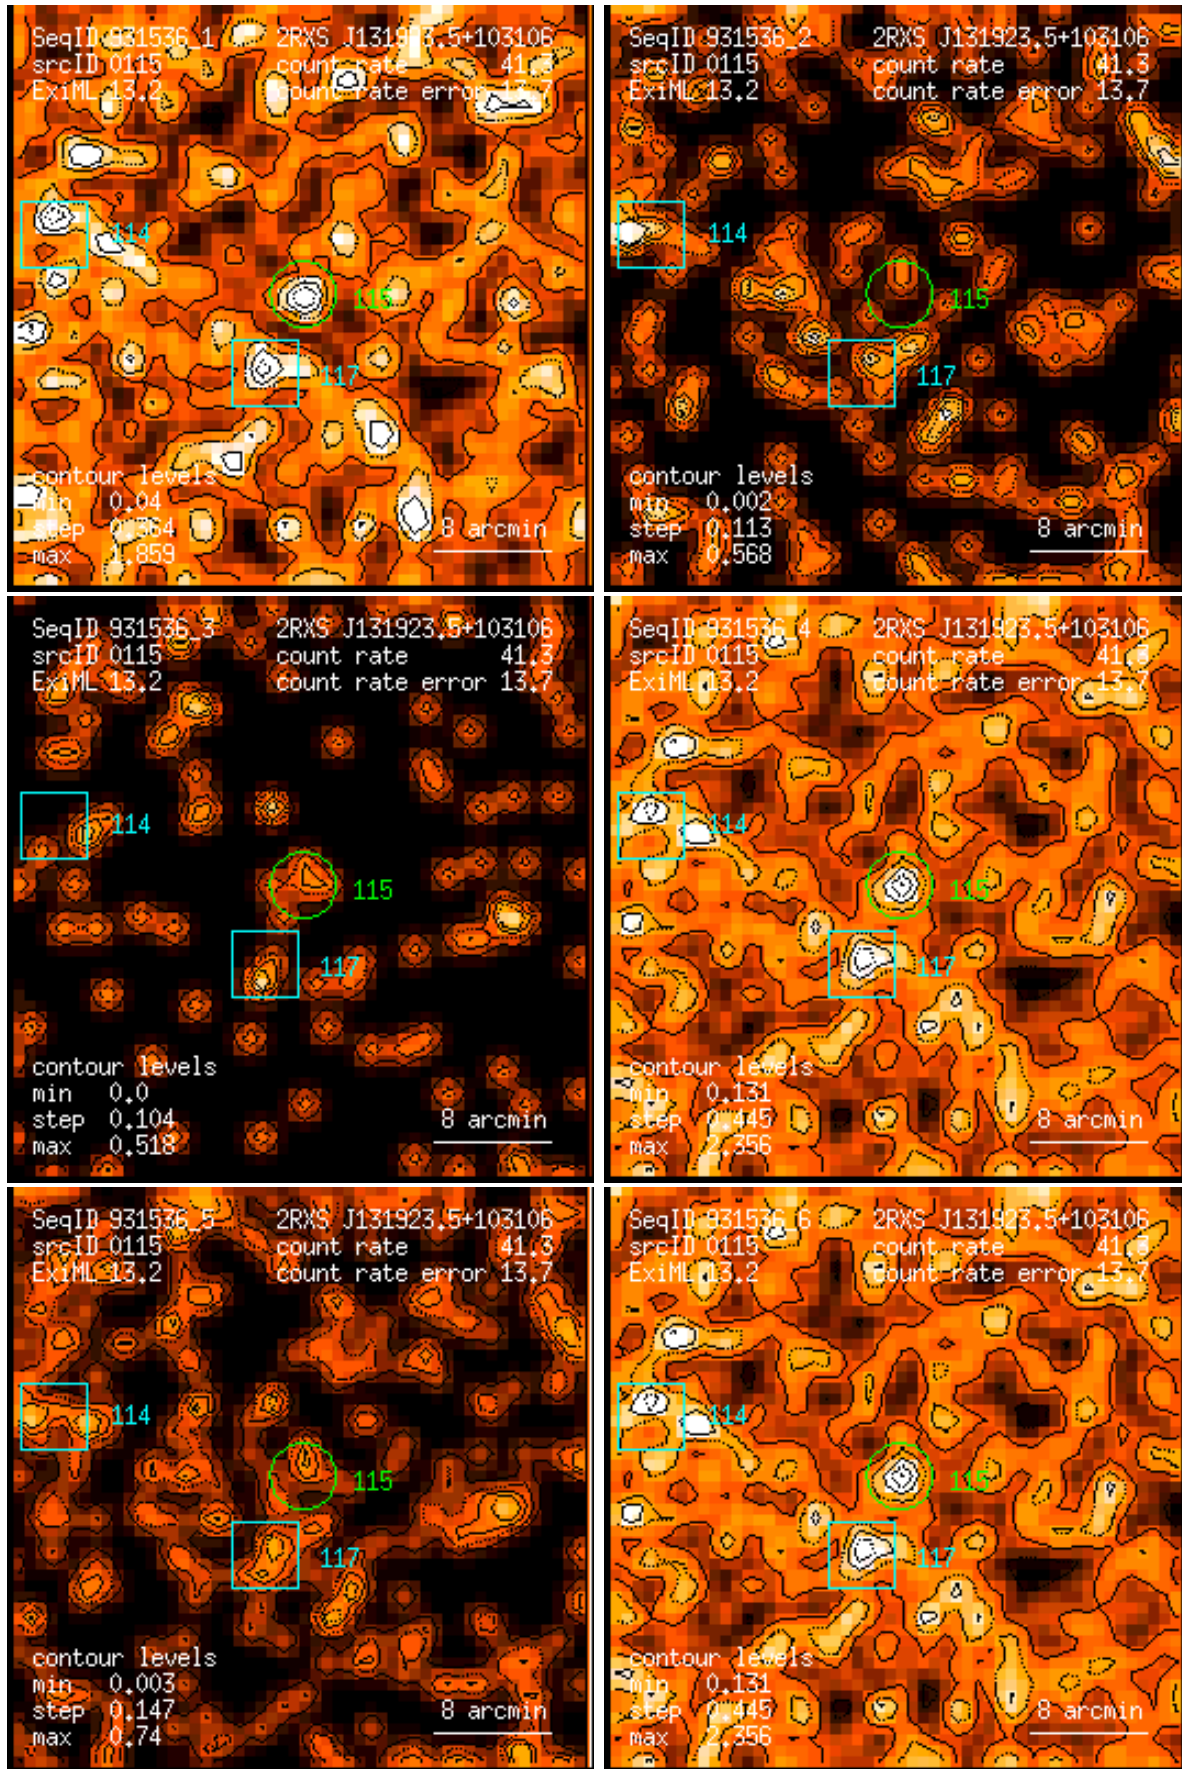 SeqID 931536_1 2RXS J131923.5+103106
srcID 0115 count rate 41.3
ExiML 13.2 count rate error 13.7
114
115
117
contour levels
min 0.04
step 0.364
max 1.859
8 arcmin
SeqID 931536_2 2RXS J131923.5+103106
srcID 0115 count rate 41.3
ExiML 13.2 count rate error 13.7
114
115
117
contour levels
min 0.002
step 0.113
max 0.568
8 arcmin
SeqID 931536_3 2RXS J131923.5+103106
srcID 0115 count rate 41.3
ExiML 13.2 count rate error 13.7
114
115
117
contour levels
min 0.0
step 0.104
max 0.518
8 arcmin
SeqID 931536_4 2RXS J131923.5+103106
srcID 0115 count rate 41.3
ExiML 13.2 count rate error 13.7
114
115
117
contour levels
min 0.131
step 0.445
max 2.356
8 arcmin
SeqID 931536_5 2RXS J131923.5+103106
srcID 0115 count rate 41.3
ExiML 13.2 count rate error 13.7
114
115
117
contour levels
min 0.003
step 0.147
max 0.74
8 arcmin
SeqID 931536_6 2RXS J131923.5+103106
srcID 0115 count rate 41.3
ExiML 13.2 count rate error 13.7
114
115
117
contour levels
min 0.131
step 0.445
max 2.356
8 arcmin